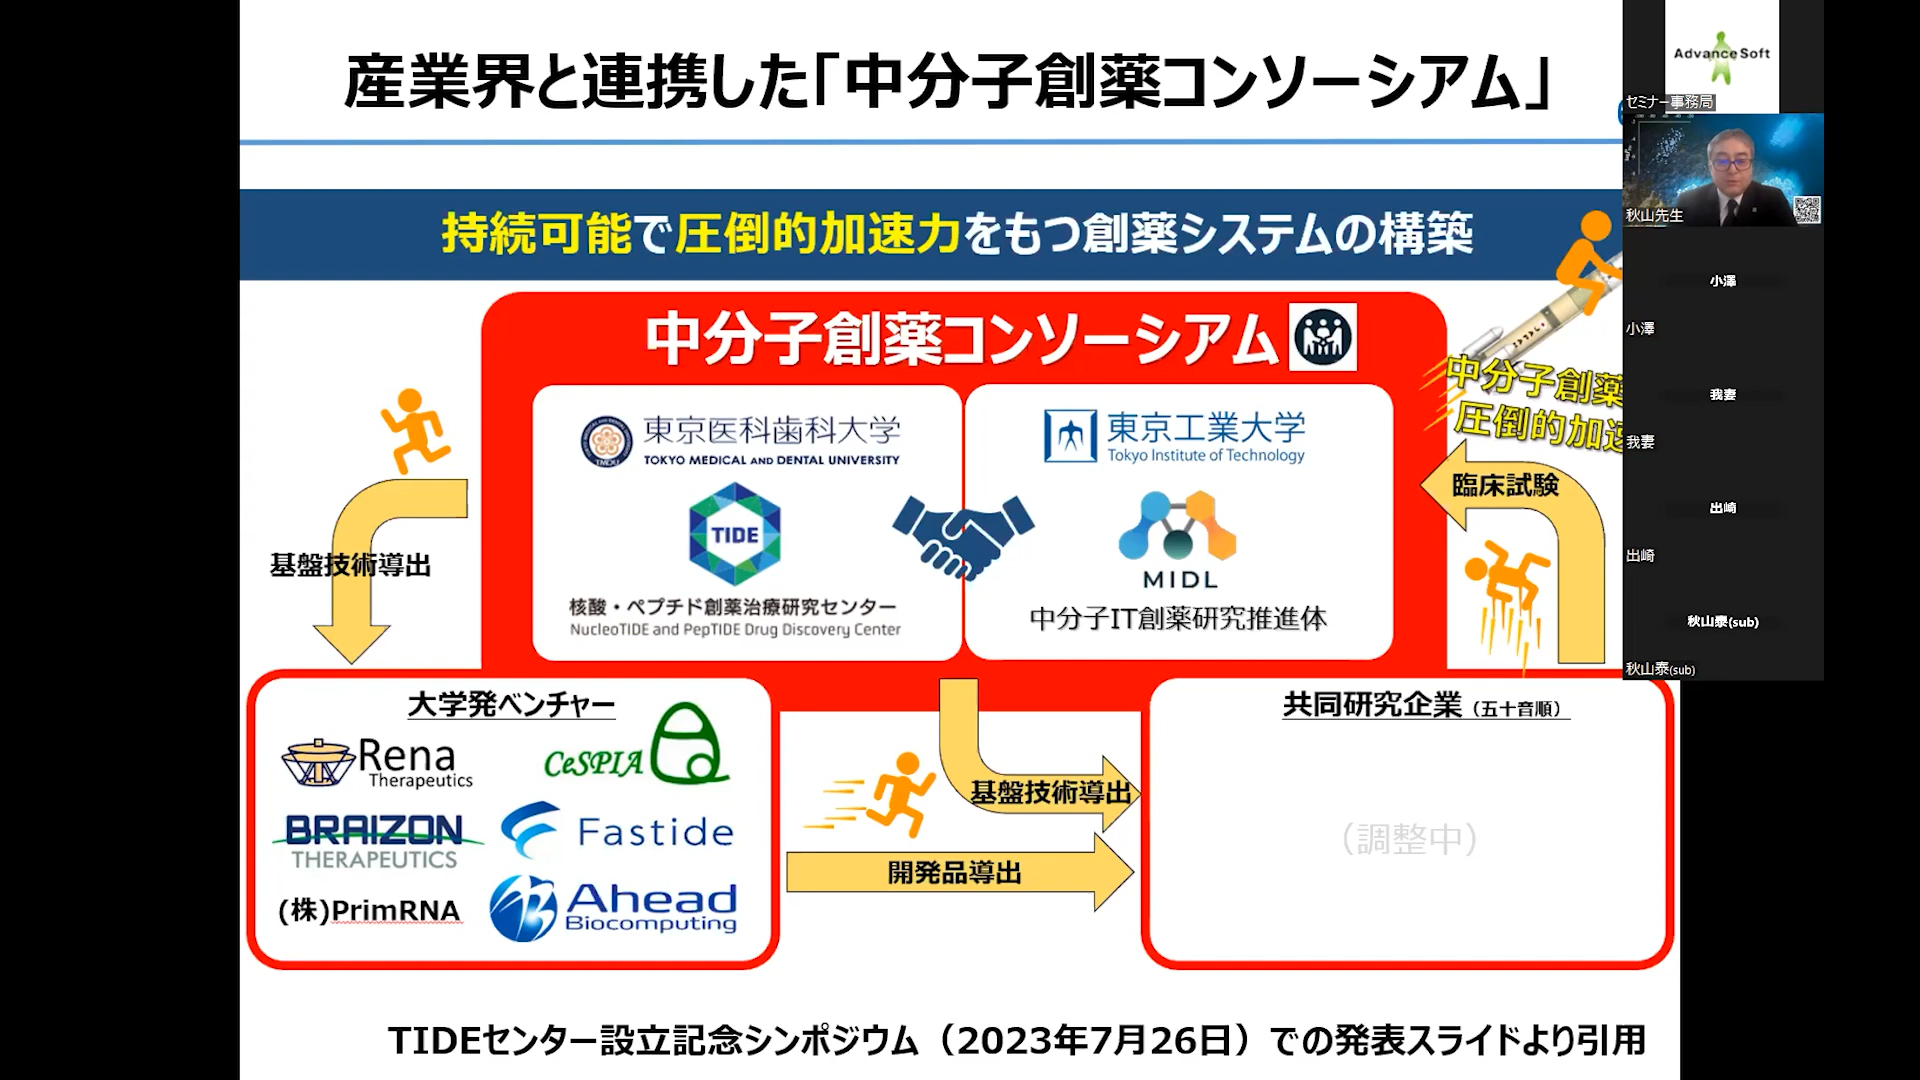 産業界と連携した「中分子創薬コンソーシアム」
持続可能で圧倒的加速力をもつ創薬システムの構築
中分子創薬コンソーシアム
東京医科歯科大学
TOKYO MEDICAL AND DENTAL UNIVERSITY
TIDE
核酸・ペプチド創薬治療研究センター
NucleoTIDE and PepTIDE Drug Discovery Center
東京工業大学
Tokyo Institute of Technology
MIDL
中分子IT創薬研究推進体
中分子創薬
圧倒的加速
臨床試験
基盤技術導出
大学発ベンチャー
Rena
Therapeutics
CeSPIA
BRAIZON
THERAPEUTICS
Fastide
(株)PrimRNA
Ahead
Biocomputing
基盤技術導出
開発品導出
共同研究企業（五十音順）
（調整中）
TIDEセンター設立記念シンポジウム（2023年7月26日）での発表スライドより引用
AdvanceSoft
セミナー事務局
秋山先生
小澤
小澤
我妻
我妻
出崎
出崎
秋山泰(sub)
秋山泰(sub)